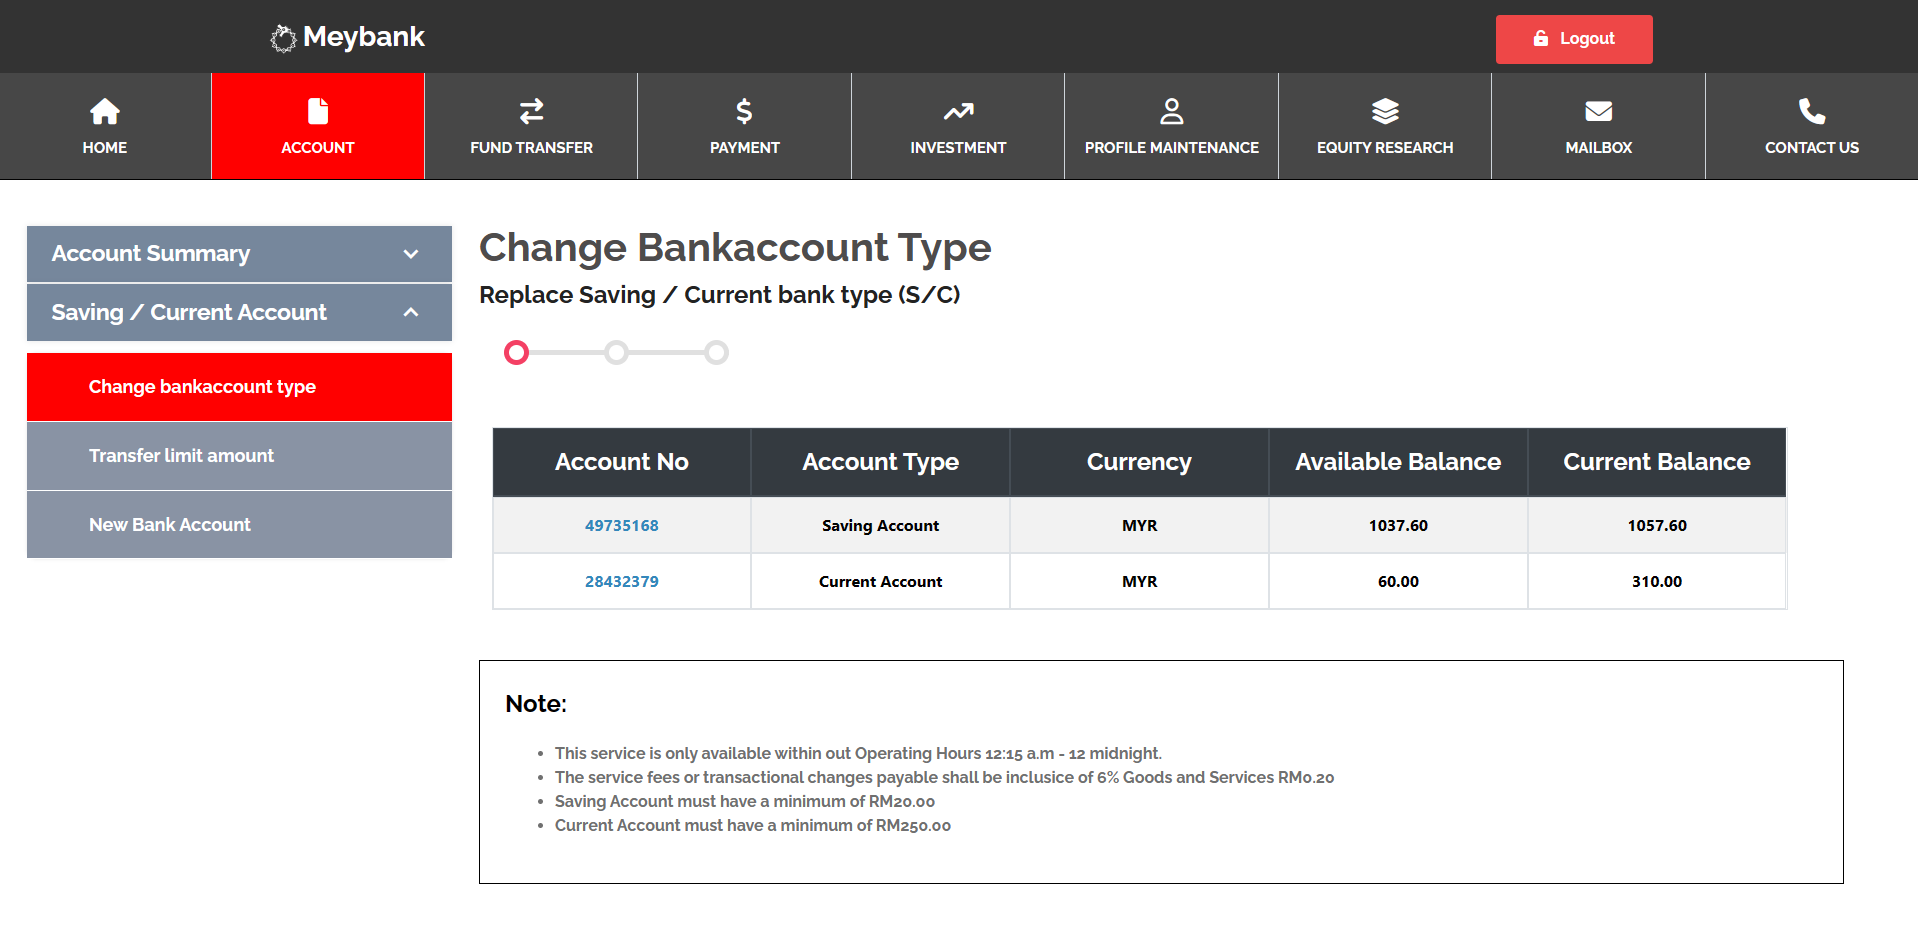 Meybank
Logout
HOME
ACCOUNT
FUND TRANSFER
PAYMENT
INVESTMENT
PROFILE MAINTENANCE
EQUITY RESEARCH
MAILBOX
CONTACT US
Account Summary
Saving / Current Account
Change bankaccount type
Transfer limit amount
New Bank Account
Change Bankaccount Type
Replace Saving / Current bank type (S/C)
Account No Account Type Currency Available Balance Current Balance
49735168 Saving Account MYR 1037.60 1057.60
28432379 Current Account MYR 60.00 310.00
Note:
This service is only available within out Operating Hours 12:15 a.m - 12 midnight.
The service fees or transactional changes payable shall be inclusice of 6% Goods and Services RM0.20
Saving Account must have a minimum of RM20.00
Current Account must have a minimum of RM250.00